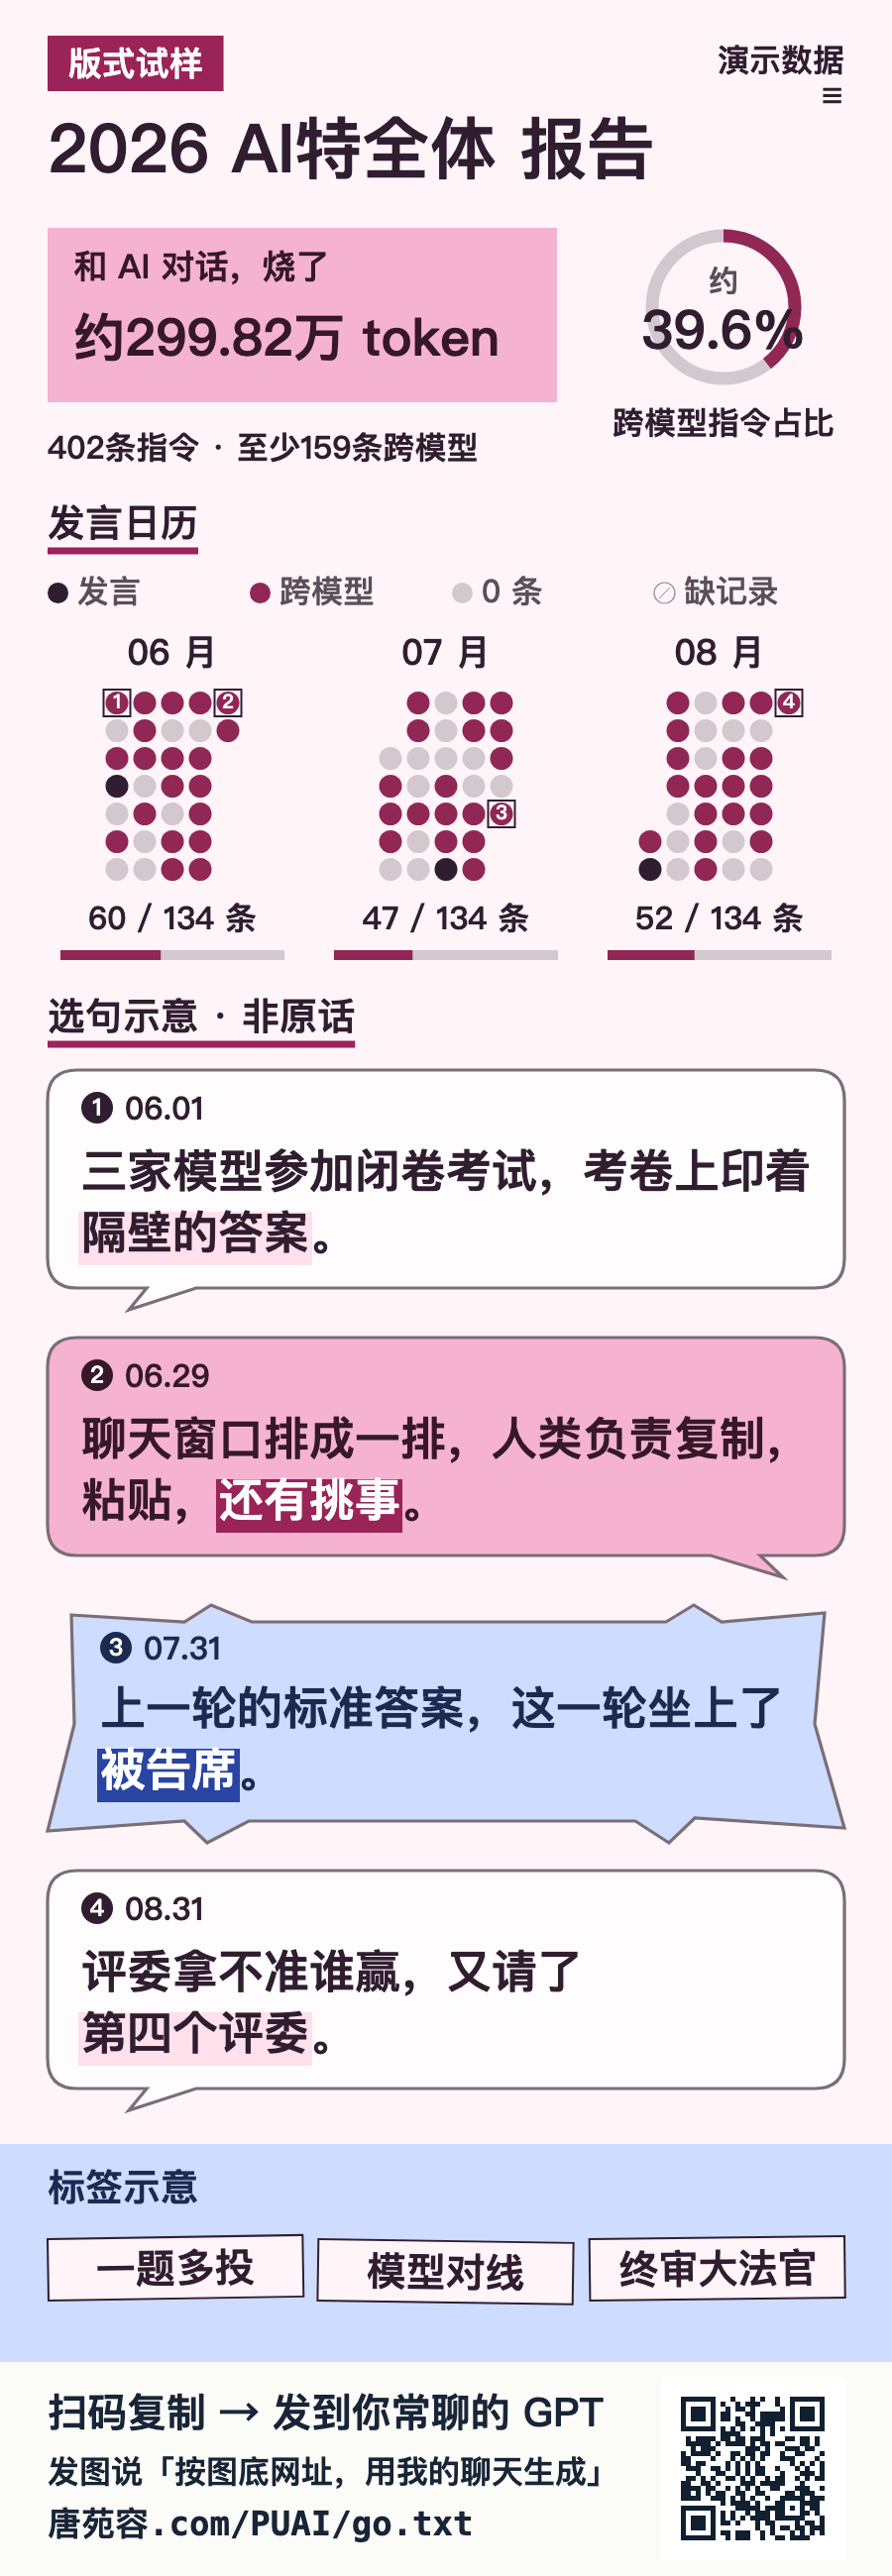 版式试样
演示数据
≡
2026 AI特全体 报告
和 AI 对话，烧了
约299.82万 token
约
39.6%
跨模型指令占比
402条指令 · 至少159条跨模型
发言日历
发言 跨模型 0 条 缺记录
06 月 07 月 08 月
1 2 4
3
60 / 134 条 47 / 134 条 52 / 134 条
选句示意 · 非原话
1 06.01
三家模型参加闭卷考试，考卷上印着
隔壁的答案。
2 06.29
聊天窗口排成一排，人类负责复制，
粘贴，还有挑事。
3 07.31
上一轮的标准答案，这一轮坐上了
被告席。
4 08.31
评委拿不准谁赢，又请了
第四个评委。
标签示意
一题多投 模型对线 终审大法官
扫码复制 → 发到你常聊的 GPT
发图说「按图底网址，用我的聊天生成」
唐苑容.com/PUAI/go.txt